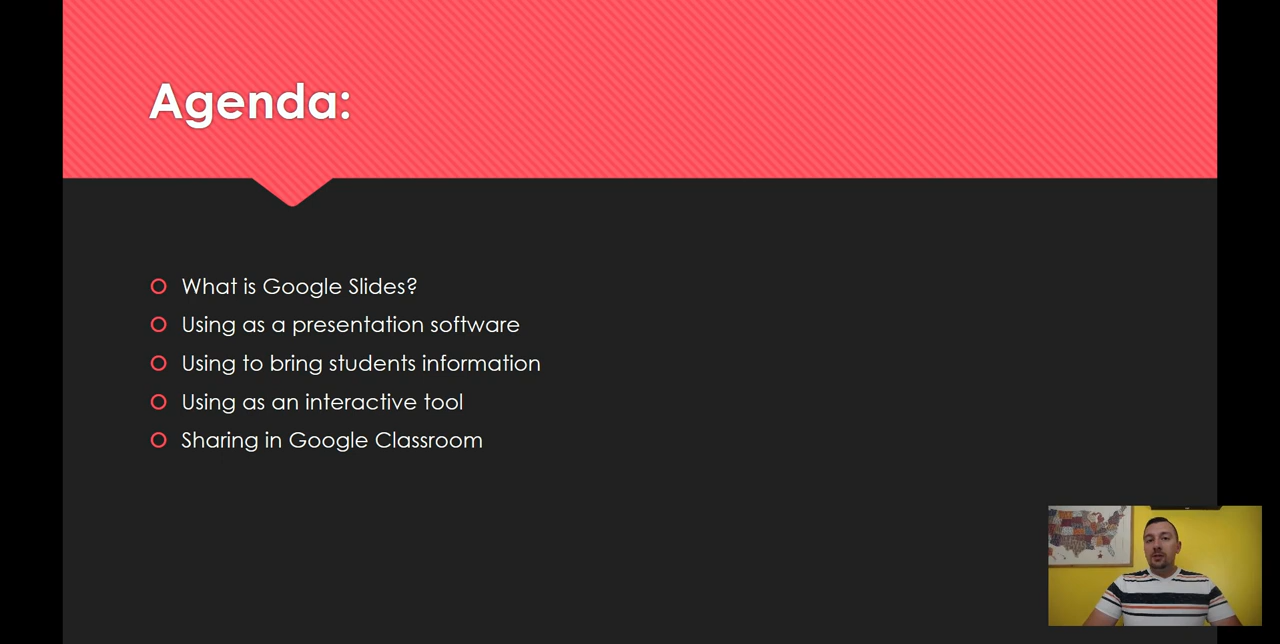 Agenda:
What is Google Slides?
Using as a presentation software
Using to bring students information
Using as an interactive tool
Sharing in Google Classroom